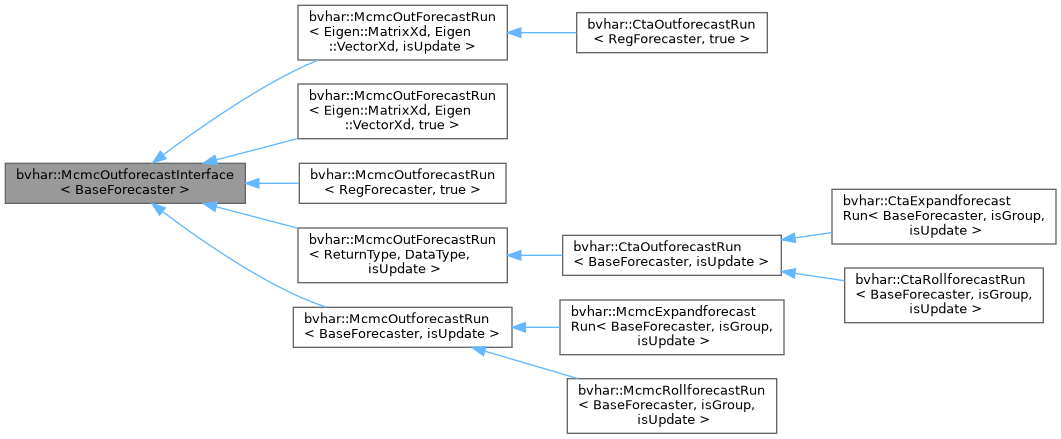 bvhar::McmcOutForecastRun
< Eigen::MatrixXd, Eigen
::VectorXd, isUpdate >
bvhar::CtaOutforecastRun
< RegForecaster, true >
bvhar::McmcOutForecastRun
< Eigen::MatrixXd, Eigen
::VectorXd, true >
bvhar::McmcOutforecastInterface
< BaseForecaster >
bvhar::McmcOutForecastRun
< RegForecaster, true >
bvhar::McmcOutForecastRun
< ReturnType, DataType,
isUpdate >
bvhar::CtaOutforecastRun
< BaseForecaster, isUpdate >
bvhar::CtaExpandforecast
Run< BaseForecaster, isGroup,
isUpdate >
bvhar::CtaRollforecastRun
< BaseForecaster, isGroup,
isUpdate >
bvhar::McmcOutforecastRun
< BaseForecaster, isUpdate >
bvhar::McmcExpandforecast
Run< BaseForecaster, isGroup,
isUpdate >
bvhar::McmcRollforecastRun
< BaseForecaster, isGroup,
isUpdate >